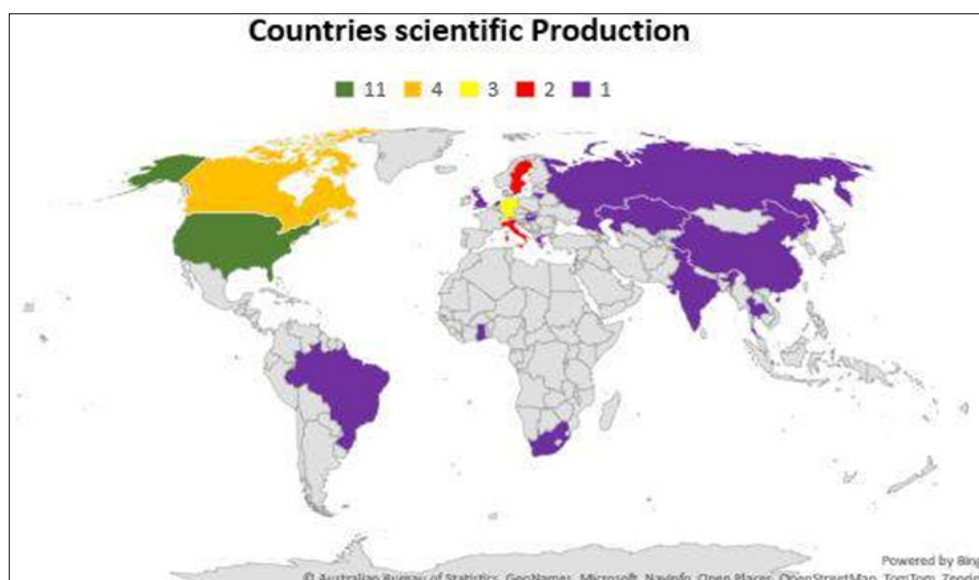 Countries scientific Production
11 4 3 2 1
Powered by Bing
© Australian Bureau of Statistics, GeoNames, Microsoft, Navinfo, Open Places, OpenStreetMap, TomTom,